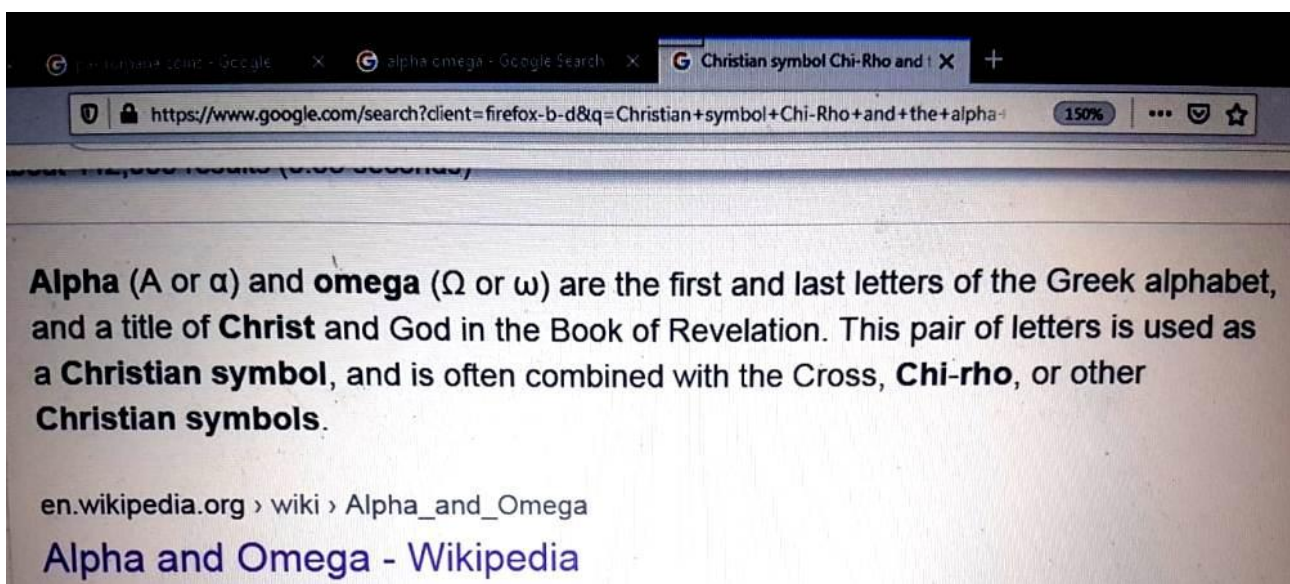 Google
alpha omega - Google Search
Christian symbol Chi-Rho and
https://www.google.com/search?client=firefox-b-d&q=Christian+symbol+Chi-Rho+and+the+alpha+
150%
results
Alpha (A or α) and omega (Ω or ω) are the first and last letters of the Greek alphabet,
and a title of Christ and God in the Book of Revelation. This pair of letters is used as
a Christian symbol, and is often combined with the Cross, Chi-rho, or other
Christian symbols.
en.wikipedia.org › wiki › Alpha_and_Omega
Alpha and Omega - Wikipedia